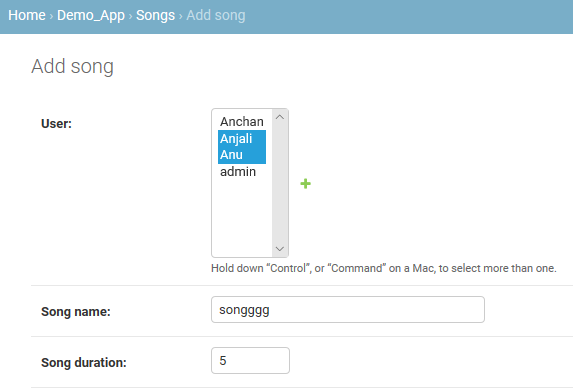 Home › Demo_App › Songs › Add song
Add song
User:
Anchan
Anjali
Anu
admin
Hold down “Control”, or “Command” on a Mac, to select more than one.
Song name:
songggg
Song duration:
5